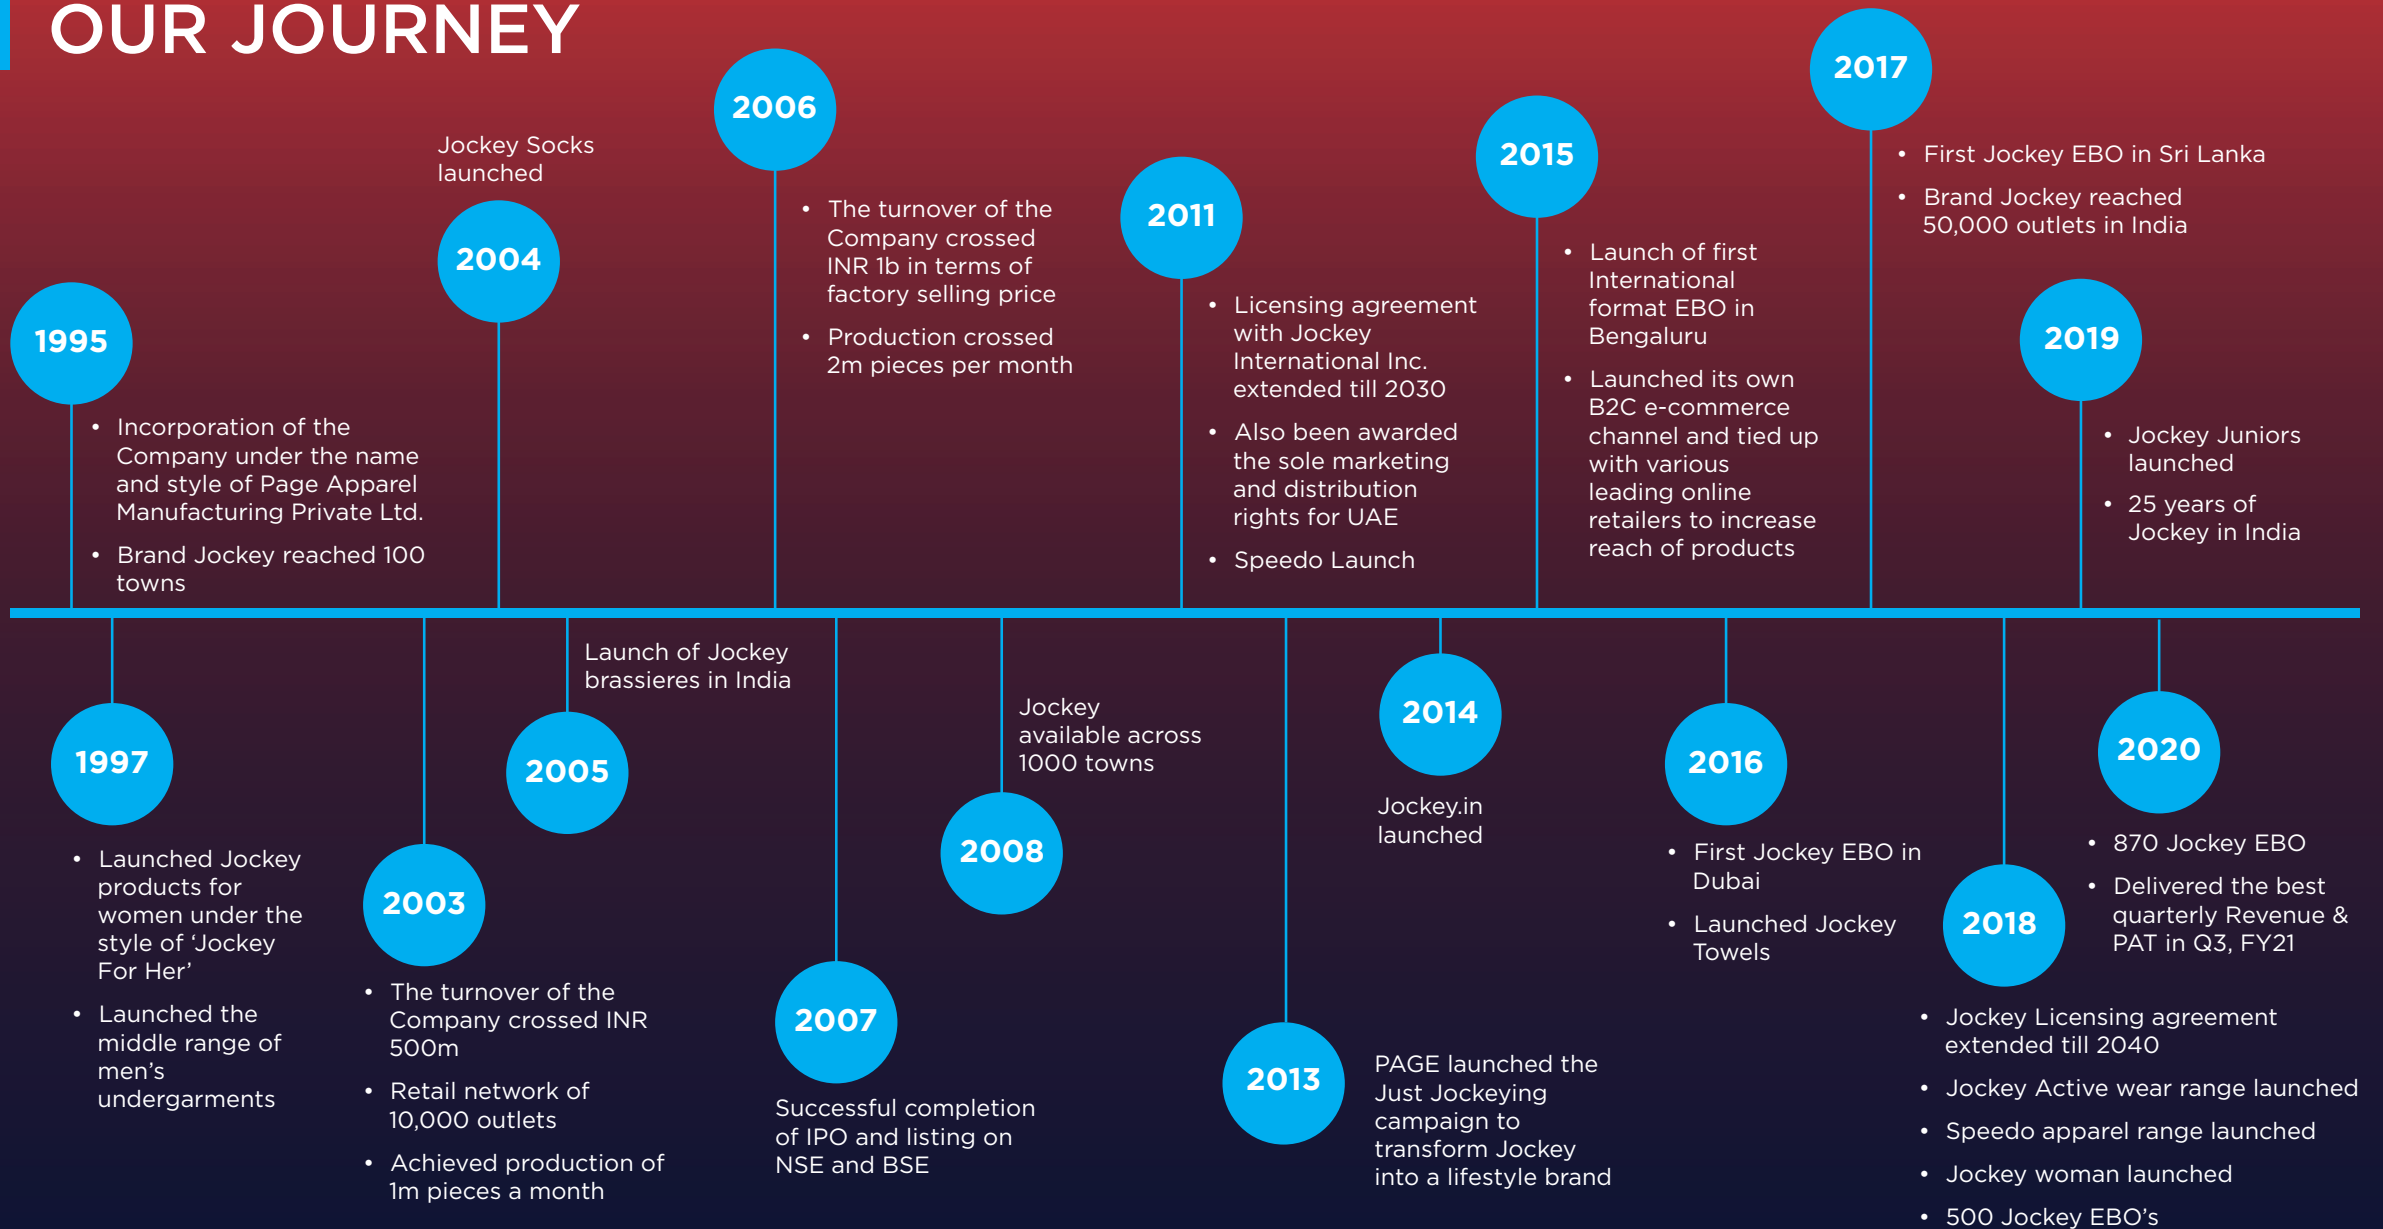 OUR JOURNEY
1995
• Incorporation of the
Company under the name
and style of Page Apparel
Manufacturing Private Ltd.
• Brand Jockey reached 100
towns
1997
• Launched Jockey
products for
women under the
style of ‘Jockey
For Her’
• Launched the
middle range of
men’s
undergarments
2003
• The turnover of the
Company crossed INR
500m
• Retail network of
10,000 outlets
• Achieved production of
1m pieces a month
Jockey Socks
launched
2004
Launch of Jockey
brassieres in India
2005
2006
• The turnover of the
Company crossed
INR 1b in terms of
factory selling price
• Production crossed
2m pieces per month
2007
Successful completion
of IPO and listing on
NSE and BSE
Jockey
available across
1000 towns
2008
2011
• Licensing agreement
with Jockey
International Inc.
extended till 2030
• Also been awarded
the sole marketing
and distribution
rights for UAE
• Speedo Launch
2013
PAGE launched the
Just Jockeying
campaign to
transform Jockey
into a lifestyle brand
2014
Jockey.in
launched
2015
• Launch of first
International
format EBO in
Bengaluru
• Launched its own
B2C e-commerce
channel and tied up
with various
leading online
retailers to increase
reach of products
2016
• First Jockey EBO in
Dubai
• Launched Jockey
Towels
2017
• First Jockey EBO in Sri Lanka
• Brand Jockey reached
50,000 outlets in India
2018
• Jockey Licensing agreement
extended till 2040
• Jockey Active wear range launched
• Speedo apparel range launched
• Jockey woman launched
• 500 Jockey EBO’s
2019
• Jockey Juniors
launched
• 25 years of
Jockey in India
2020
• 870 Jockey EBO
• Delivered the best
quarterly Revenue &
PAT in Q3, FY21